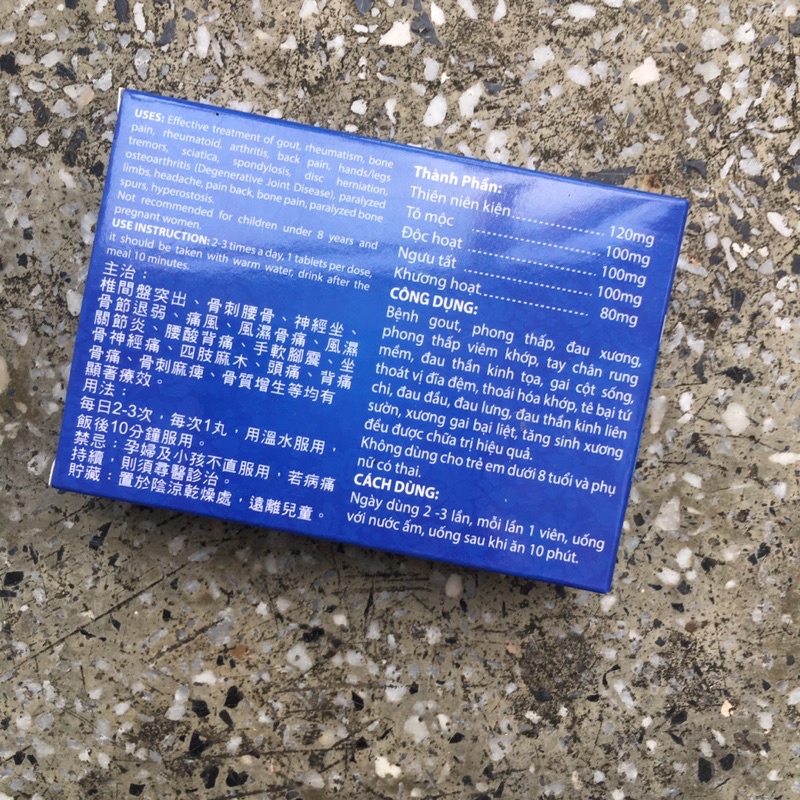 USES: Effective treatment of gout, rheumatism, bone
pain, rheumatoid, arthritis, back pain, hands/legs
tremors, sciatica, spondylosis, disc herniation,
osteoarthritis (Degenerative Joint Disease), paralyzed
limbs, headache, pain back, bone pain, paralyzed bone
spurs, hyperostosis.
Not recommended for children under 8 years and
pregnant women.
USE INSTRUCTION: 2-3 times a day, 1 tablets per dose,
it should be taken with warm water, drink after the
meal 10 minutes.
主治：
椎間盤突出、骨刺腰骨、神經坐、
骨節退弱、痛風、風濕骨痛、風濕
關節炎、腰酸背痛、手軟腳震、坐
骨神經痛、四肢麻木、頭痛、背痛
骨痛、骨刺麻痺、骨質增生等均有
顯著療效。
用法：
每日2-3次，每次1丸，用溫水服用，
飯後10分鐘服用。
禁忌：孕婦及小孩不直服用，若病痛
持續，則須尋醫診治。
貯藏：置於陰涼乾燥處，遠離兒童。
Thành Phần:
Thiên niên kiện....................120mg
Tỏ mộc ....................100mg
Độc hoạt ....................100mg
Ngưu tất ....................100mg
Khương hoạt....................80mg
CÔNG DỤNG:
Bệnh gout, phong thấp, đau xương,
phong thấp viêm khớp, tay chân rung
mềm, đau thần kinh tọa, gai cột sống,
thoát vị đĩa đệm, thoái hóa khớp, tê bại tứ
chi, đau đầu, đau lưng, đau thần kinh liên
sườn, xương gai bại liệt, tăng sinh xương
đều được chữa trị hiệu quả.
Không dùng cho trẻ em dưới 8 tuổi và phụ
nữ có thai.
CÁCH DÙNG:
Ngày dùng 2 -3 lần, mỗi lần 1 viên, uống
với nước ấm, uống sau khi ăn 10 phút.